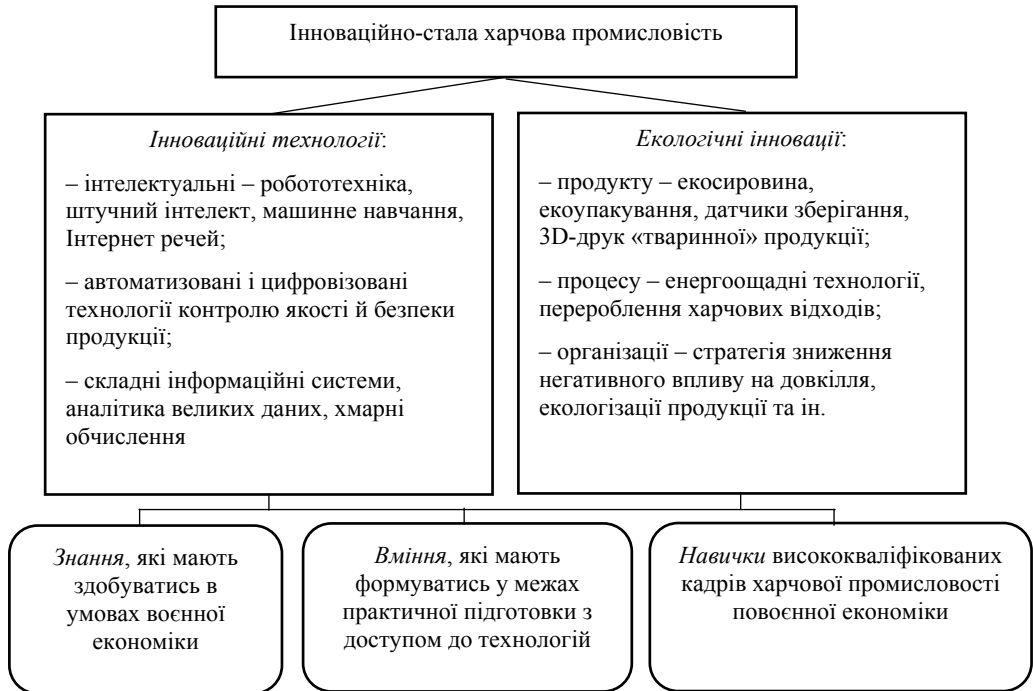 Інноваційно-стала харчова промисловість
Інноваційні технології:
– інтелектуальні – робототехніка,
штучний інтелект, машинне навчання,
Інтернет речей;
– автоматизовані і цифровізовані
технології контролю якості й безпеки
продукції;
– складні інформаційні системи,
аналітика великих даних, хмарні
обчислення
Екологічні інновації:
– продукту – екосировина,
екоупакування, датчики зберігання,
3D-друк «тваринної» продукції;
– процесу – енергоощадні технології,
перероблення харчових відходів;
– організації – стратегія зниження
негативного впливу на довкілля,
екологізації продукції та ін.
Знання, які мають
здобуватись в
умовах воєнної
економіки
Вміння, які мають
формуватись у межах
практичної підготовки з
доступом до технологій
Навички висококваліфікованих
кадрів харчової промисловості
повоєнної економіки